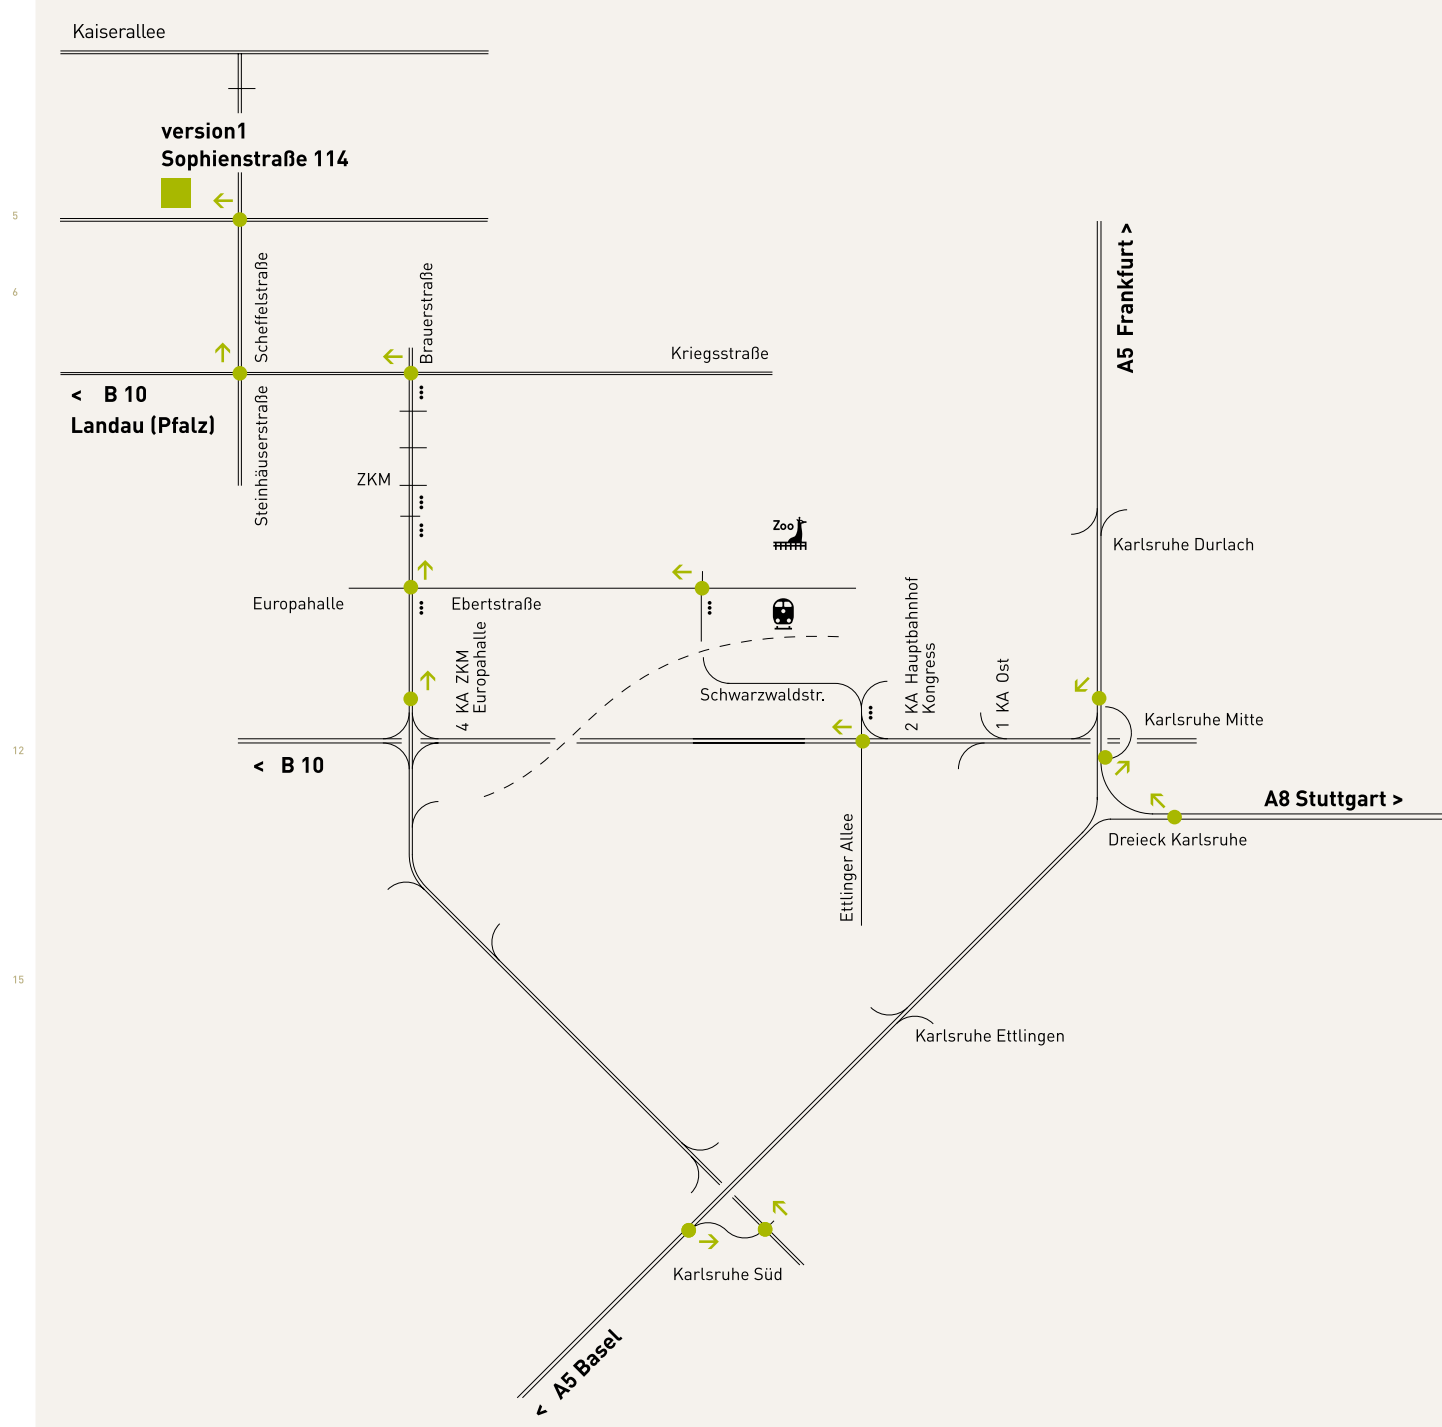 Kaiserallee
version1
Sophienstraße 114
5
6
Scheffelstraße
Brauerstraße
Kriegsstraße
A5 Frankfurt >
< B 10
Landau (Pfalz)
Steinhäuserstraße
ZKM
Zoo
Karlsruhe Durlach
Europahalle
Ebertstraße
4 KA ZKM
Europahalle
Schwarzwaldstr.
2 KA Hauptbahnhof
Kongress
1 KA Ost
Karlsruhe Mitte
12
< B 10
A8 Stuttgart >
Ettlinger Allee
Dreieck Karlsruhe
15
Karlsruhe Ettlingen
Karlsruhe Süd
< A5 Basel